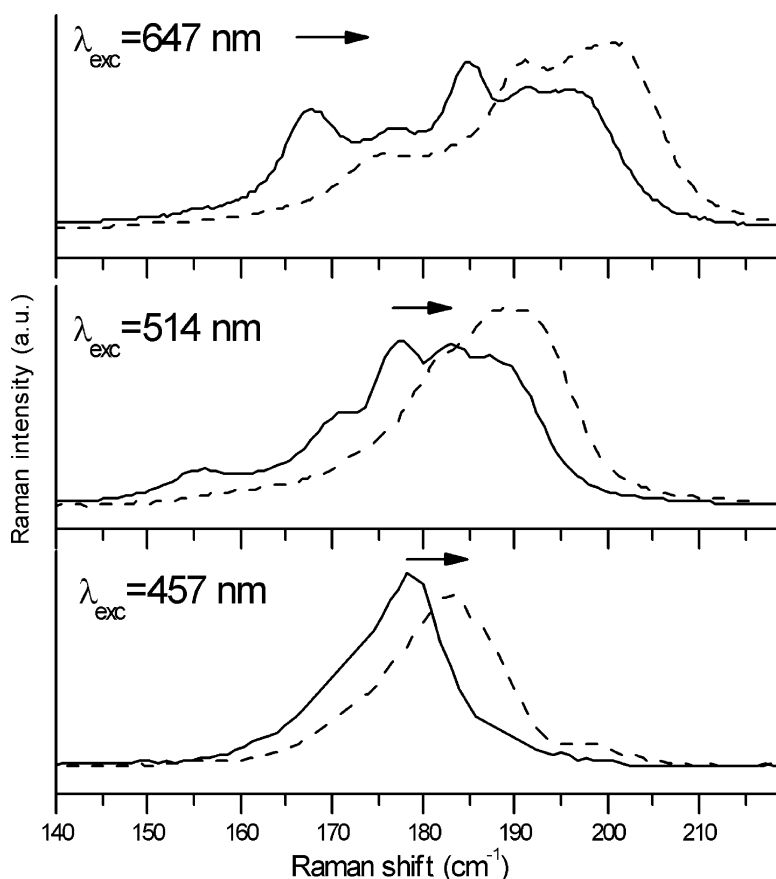 λexc=647 nm
λexc=514 nm
λexc=457 nm
Raman intensity (a.u.)
140 150 160 170 180 190 200 210
Raman shift (cm-1)